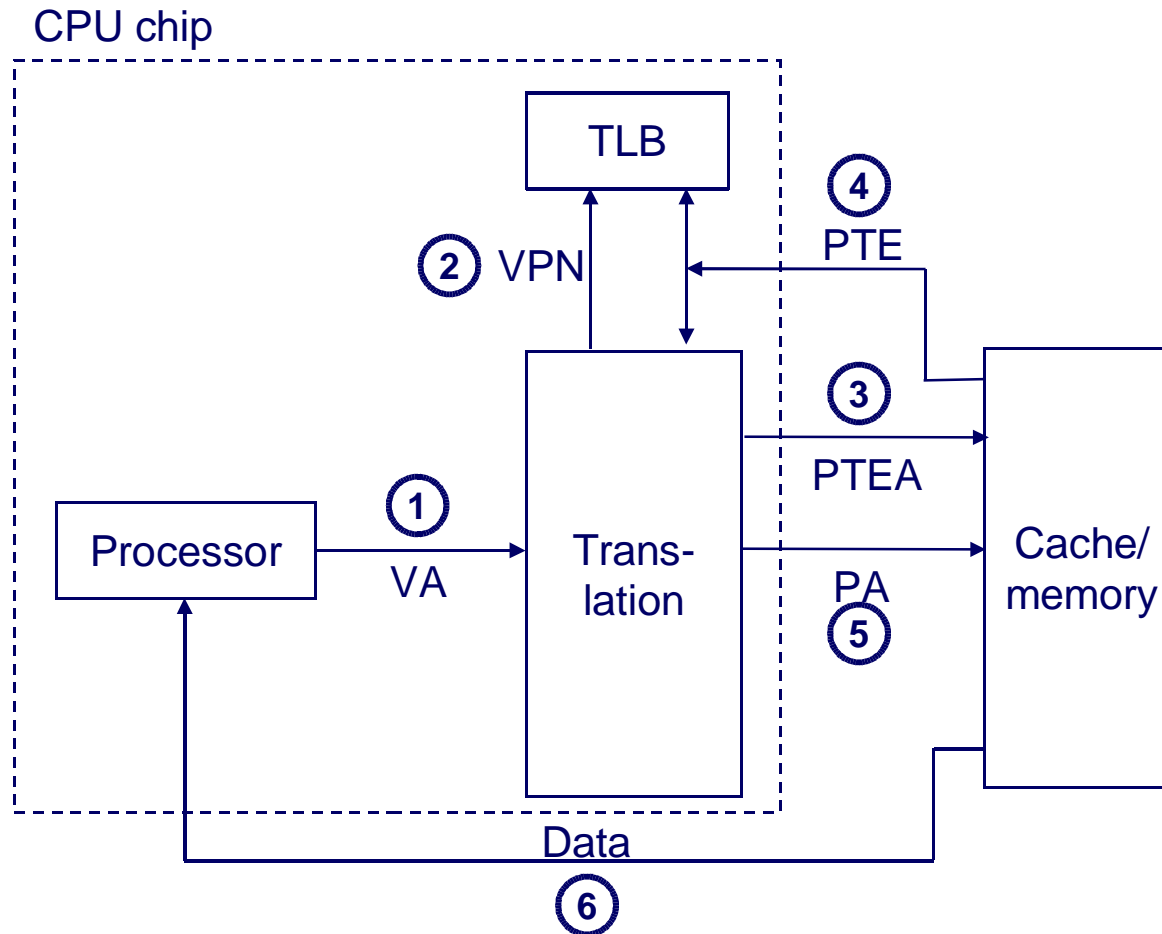 CPU chip
TLB
4
PTE
2 VPN
3
PTEA
1
VA
Processor
Trans-
lation
PA
5
Cache/
memory
Data
6